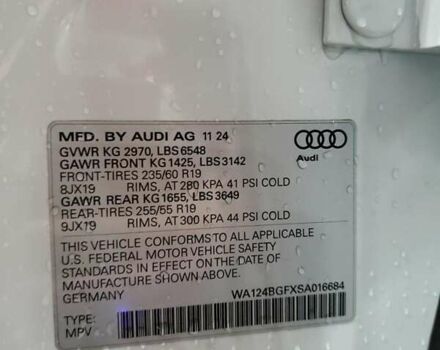 MFD. BY AUDI AG 11 24
GVWR KG 2970, LBS 6548
GAWR FRONT KG 1425, LBS 3142
FRONT-TIRES 235/60 R19
8JX19 RIMS, AT 280 KPA 41 PSI COLD
GAWR REAR KG 1655, LBS 3649
REAR-TIRES 255/55 R19
9JX19 RIMS, AT 300 KPA 44 PSI COLD
Audi
THIS VEHICLE CONFORMS TO ALL APPLICABLE
U.S. FEDERAL MOTOR VEHICLE SAFETY
STANDARDS IN EFFECT ON THE DATE OF
MANUFACTURE SHOWN ABOVE.
GERMANY WA124BGFXSA016684
TYPE:
MPV